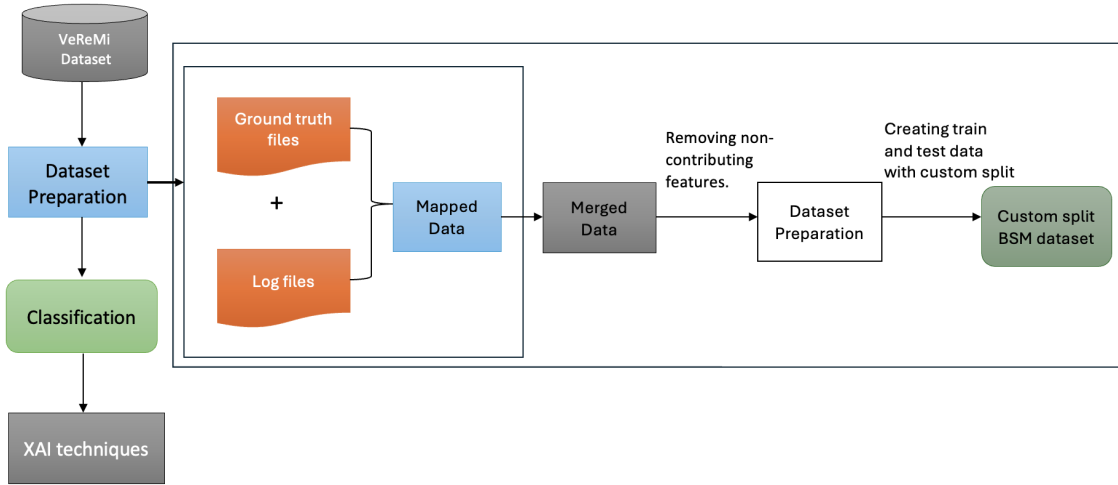 VeReMi
Dataset
Dataset
Preparation
Classification
XAI techniques
Ground truth
files
+
Log files
Mapped
Data
Merged
Data
Removing non-
contributing
features.
Dataset
Preparation
Creating train
and test data
with custom split
Custom split
BSM dataset